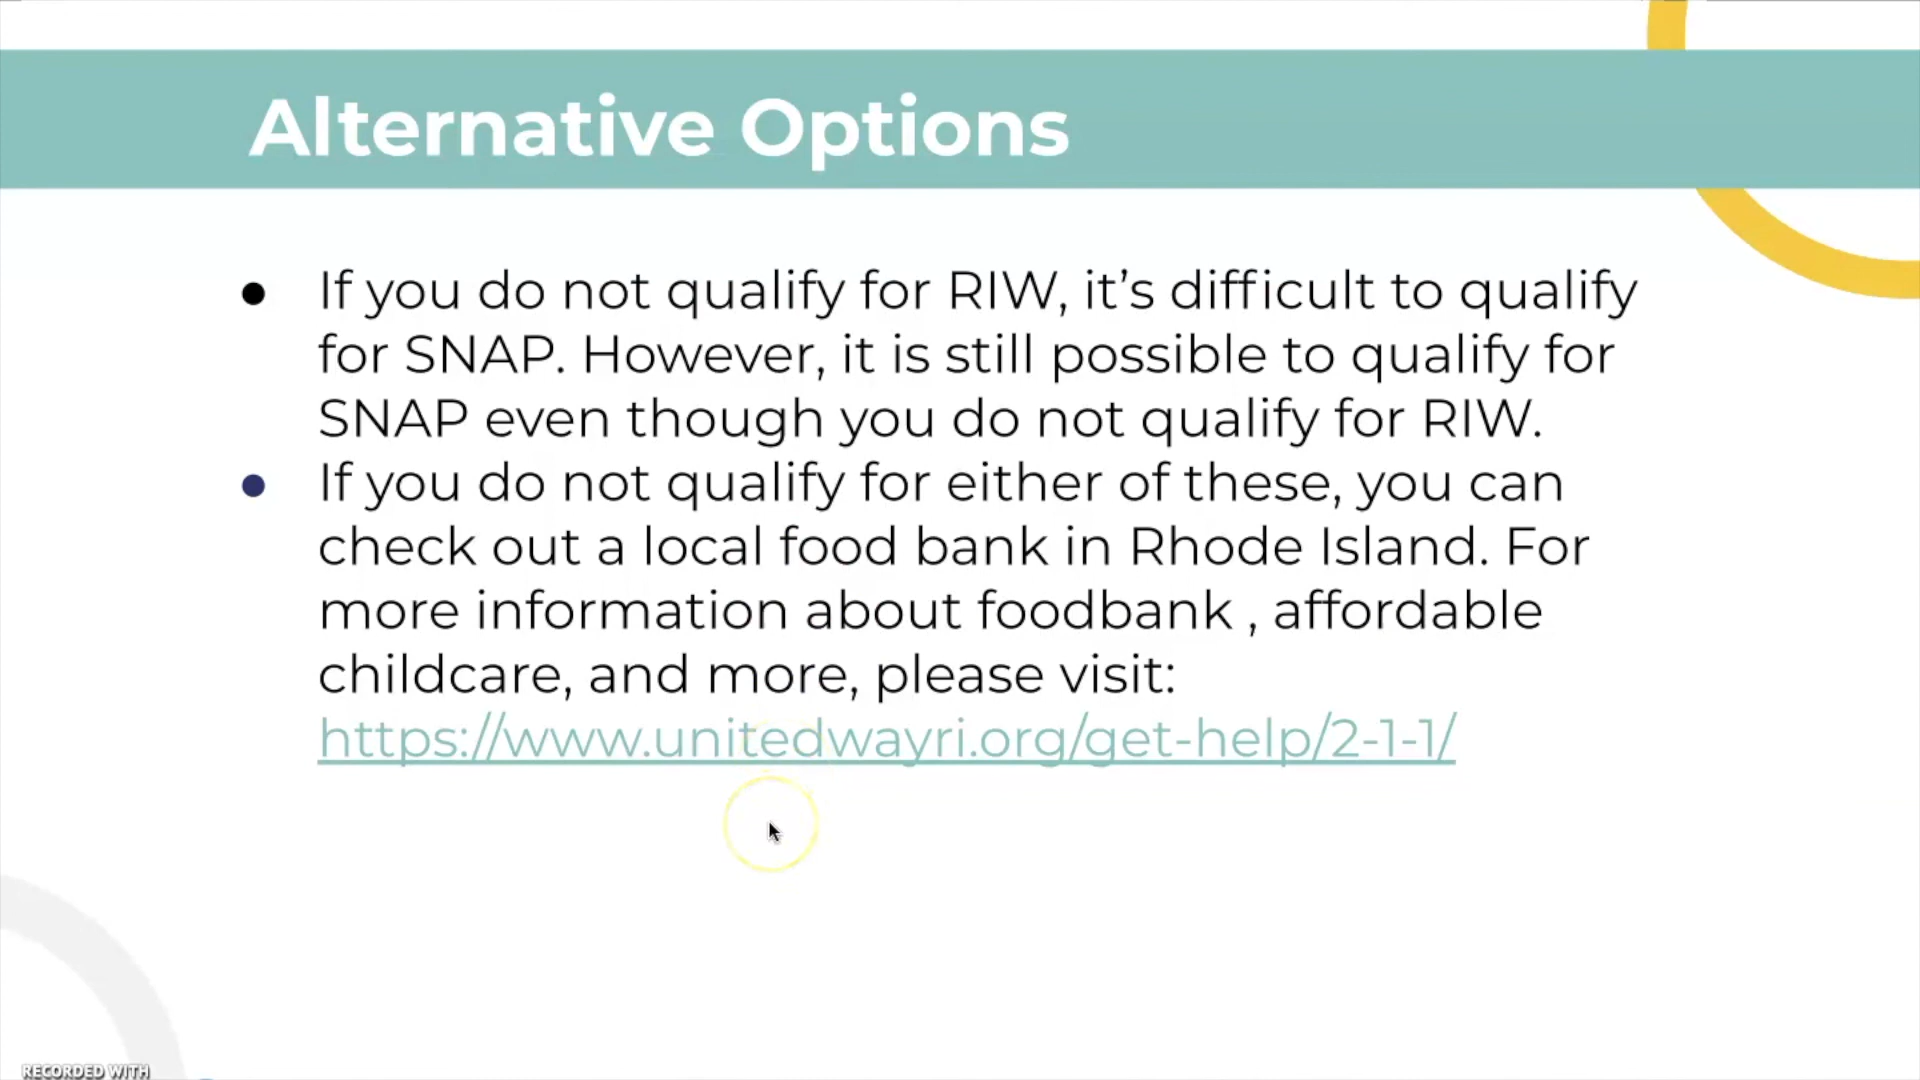 Alternative Options
● If you do not qualify for RIW, it’s difficult to qualify
for SNAP. However, it is still possible to qualify for
SNAP even though you do not qualify for RIW.
● If you do not qualify for either of these, you can
check out a local food bank in Rhode Island. For
more information about foodbank , affordable
childcare, and more, please visit:
https://www.unitedwayri.org/get-help/2-1-1/
RECORDED WITH